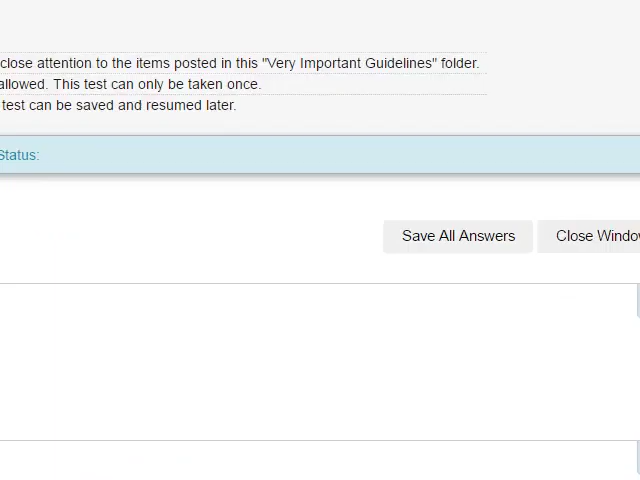 close attention to the items posted in this "Very Important Guidelines" folder.
allowed. This test can only be taken once.
test can be saved and resumed later.
Status:
Save All Answers Close Window